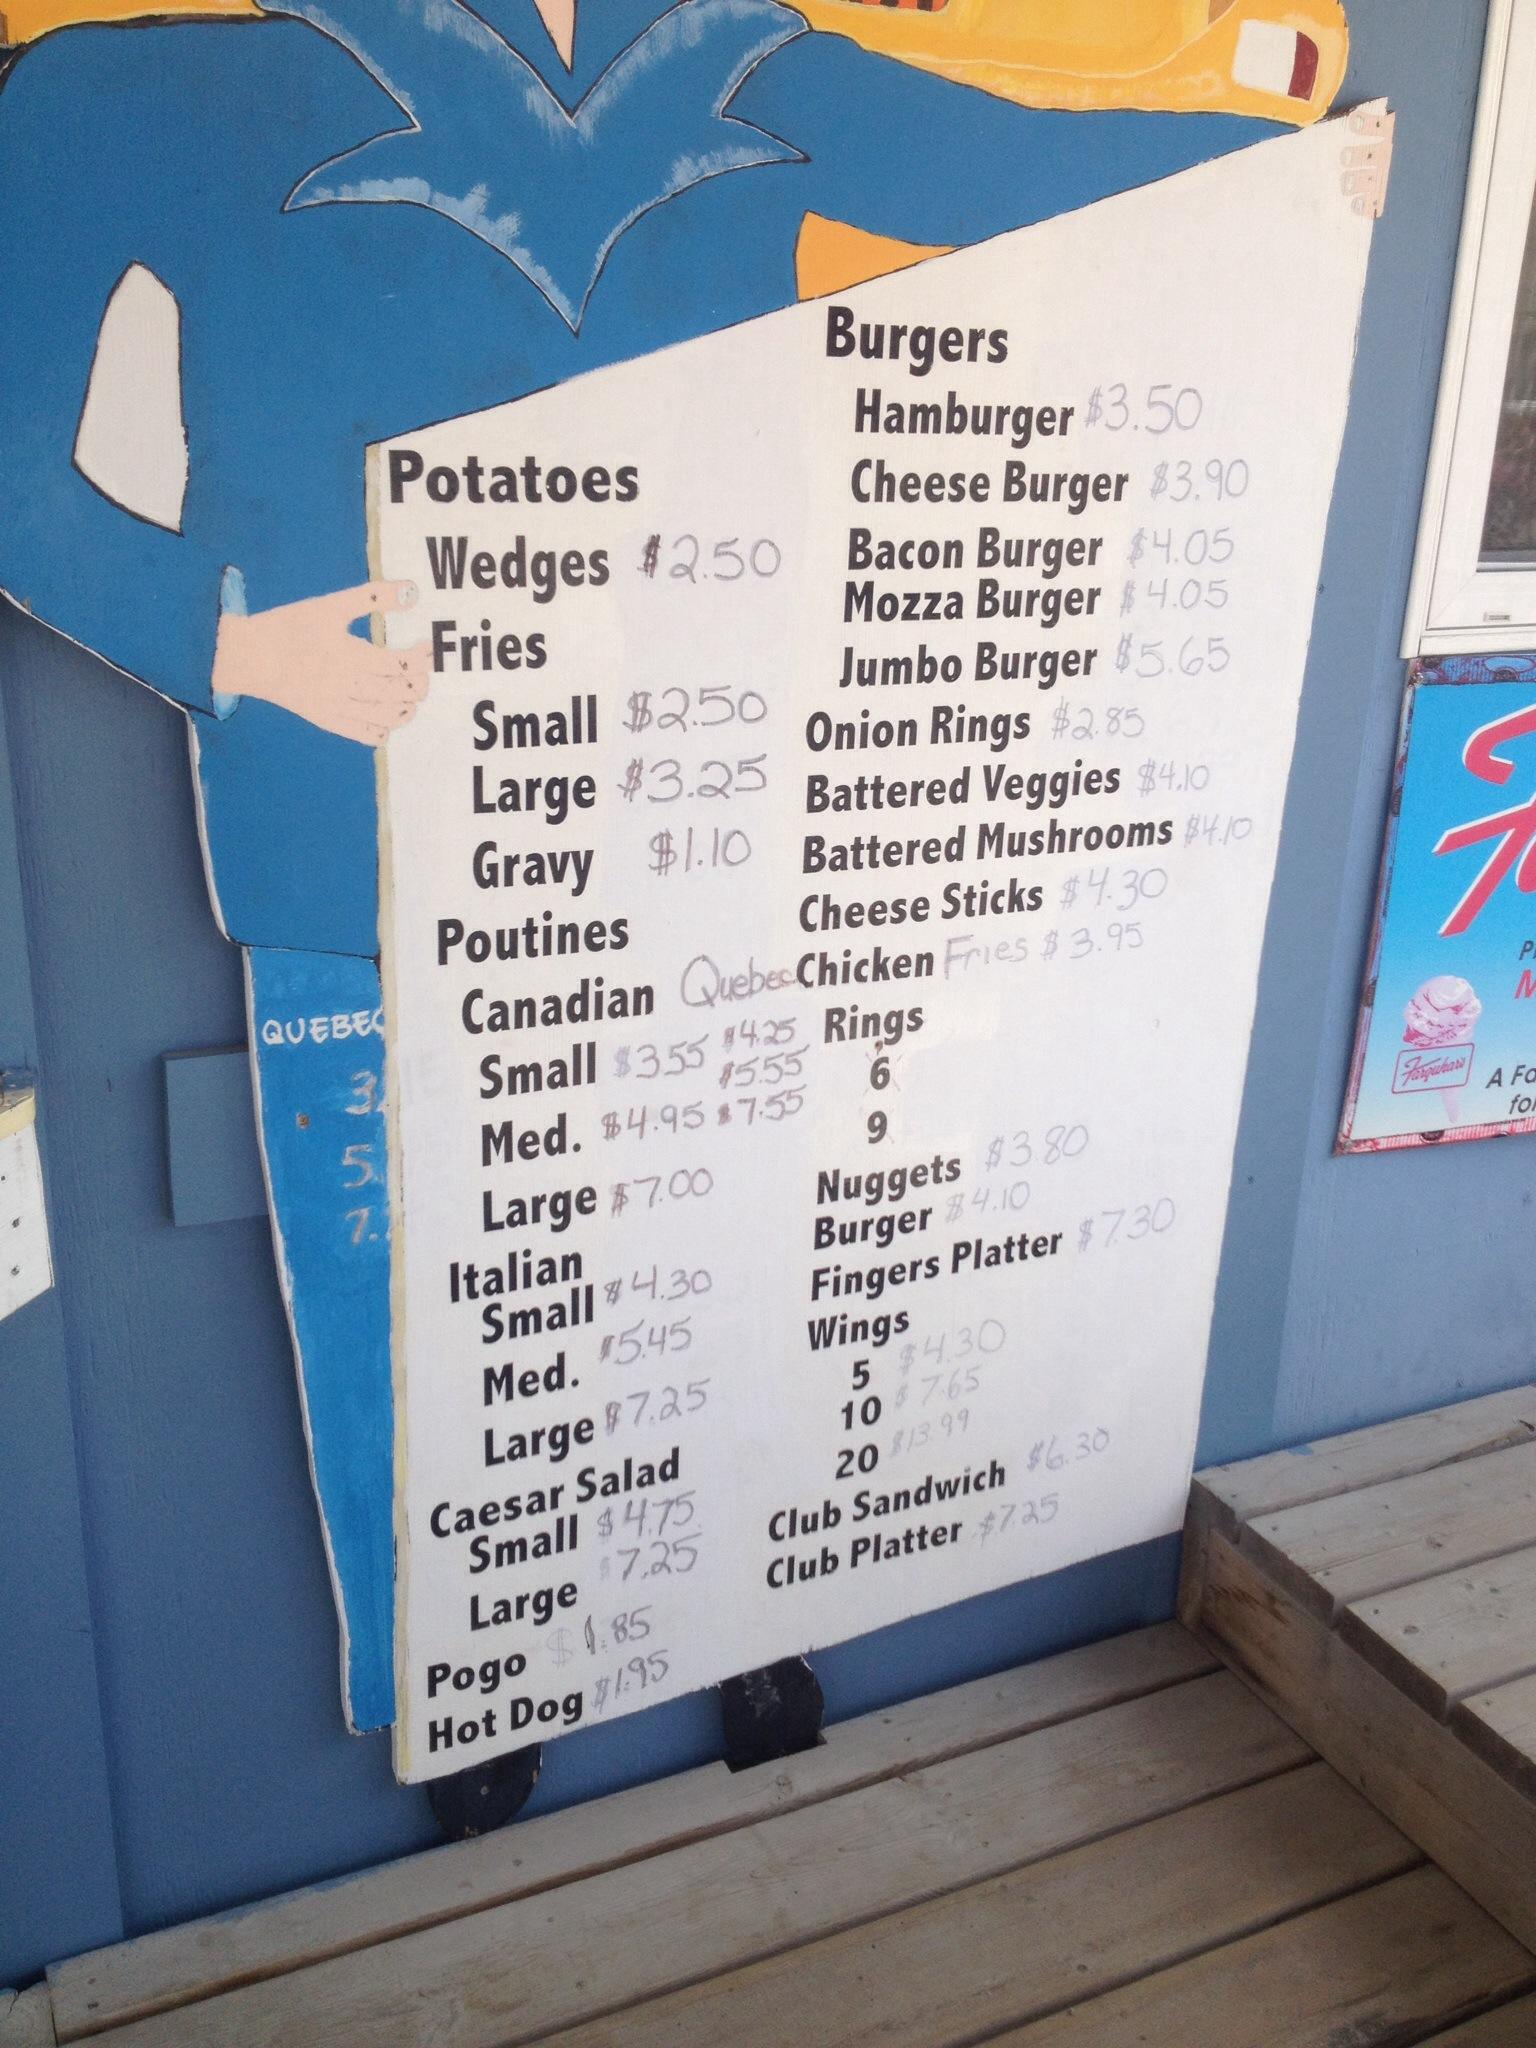 Potatoes
Wedges $2.50
Fries
Small $2.50
Large $3.25
Gravy $1.10
Poutines
Canadian Quebec
Small $3.55 $4.25
$5.55
Med. $4.95 $7.55
Large $7.00
Italian
Small $4.30
Med. $5.45
Large $7.25
Caesar Salad
Small $4.75
Large $7.25
Pogo $1.85
Hot Dog $1.95
Burgers
Hamburger $3.50
Cheese Burger $3.90
Bacon Burger $4.05
Mozza Burger $4.05
Jumbo Burger $5.65
Onion Rings $2.85
Battered Veggies $4.10
Battered Mushrooms $4.10
Cheese Sticks $4.30
Chicken Fries $3.95
Rings
6
9
Nuggets $3.80
Burger $4.10
Fingers Platter $7.30
Wings
5 $4.30
10 $7.65
20 $13.99
Club Sandwich $6.30
Club Platter $7.25
QUEBEC
3.
5.
7.
Farquhar's
A Fa
for